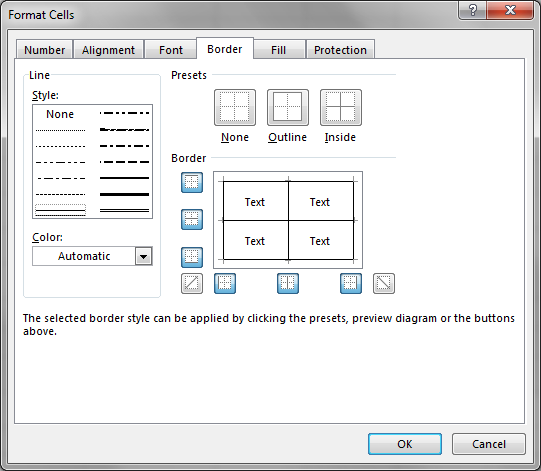 Format Cells
?
Number Alignment Font Border Fill Protection
Line
Style:
None
Color:
Automatic
Presets
None Outline Inside
Border
Text Text
Text Text
The selected border style can be applied by clicking the presets, preview diagram or the buttons
above.
OK Cancel